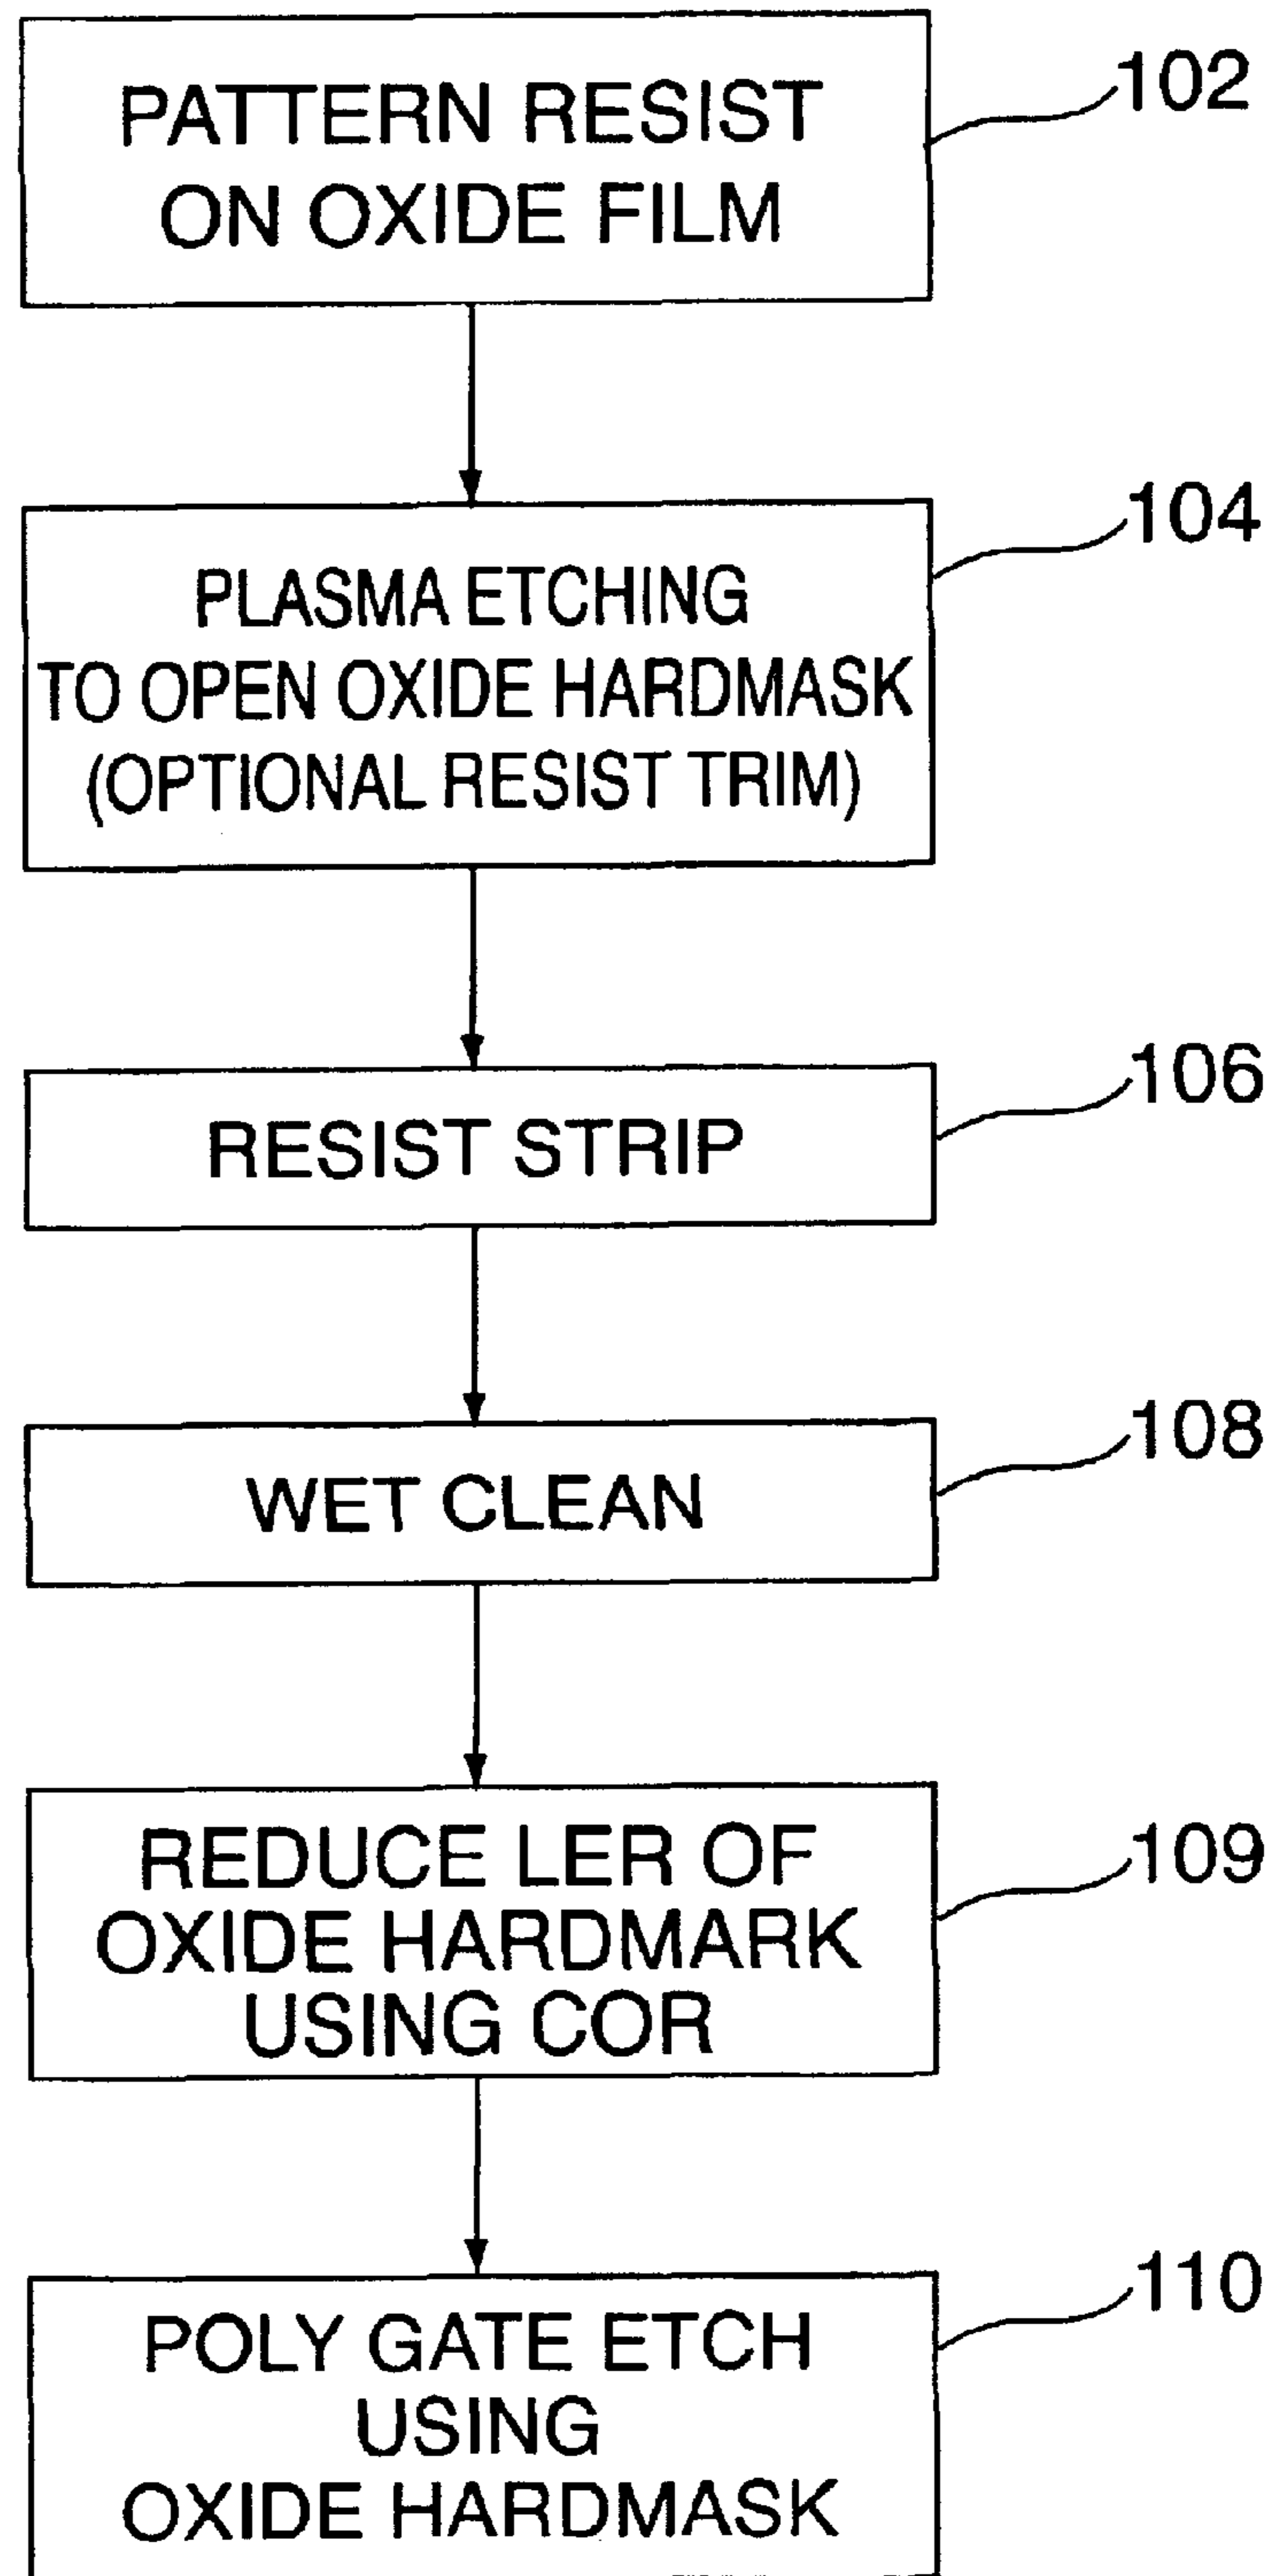 PATTERN RESIST
ON OXIDE FILM
102
PLASMA ETCHING
TO OPEN OXIDE HARDMASK
(OPTIONAL RESIST TRIM)
104
RESIST STRIP
106
WET CLEAN
108
REDUCE LER OF
OXIDE HARDMARK
USING COR
109
POLY GATE ETCH
USING
OXIDE HARDMASK
110